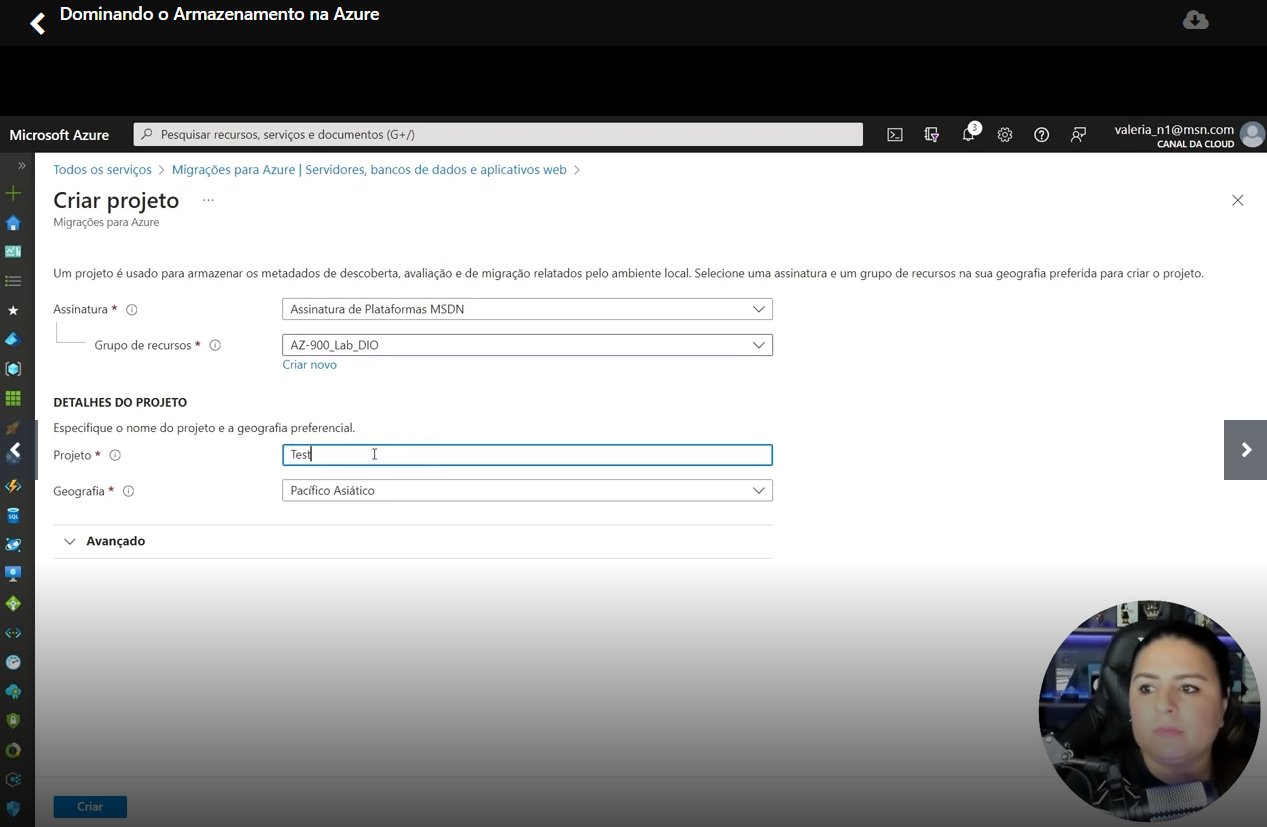 Dominando o Armazenamento na Azure
Microsoft Azure
Pesquisar recursos, serviços e documentos (G+/)
3
valeria_n1@msn.com
CANAL DA CLOUD
Todos os serviços > Migrações para Azure | Servidores, bancos de dados e aplicativos web >
Criar projeto ...
Migrações para Azure
Um projeto é usado para armazenar os metadados de descoberta, avaliação e de migração relatados pelo ambiente local. Selecione uma assinatura e um grupo de recursos na sua geografia preferida para criar o projeto.
Assinatura * Assinatura de Plataformas MSDN
Grupo de recursos * AZ-900_Lab_DIO
Criar novo
DETALHES DO PROJETO
Especifique o nome do projeto e a geografia preferencial.
Projeto * Test
Geografia * Pacífico Asiático
Avançado
SQL
Criar